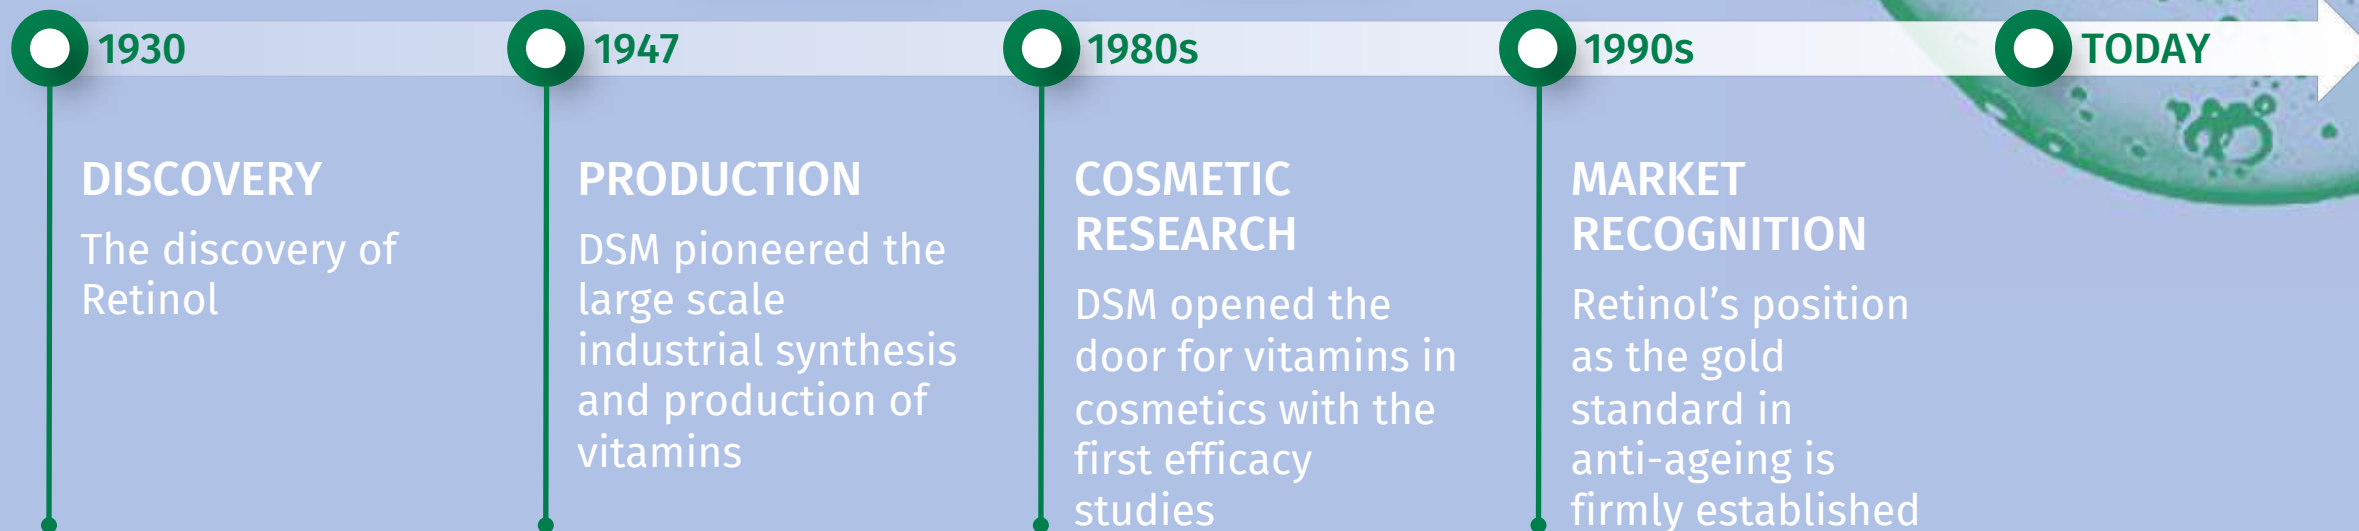 1930
DISCOVERY
The discovery of
Retinol
1947
PRODUCTION
DSM pioneered the
large scale
industrial synthesis
and production of
vitamins
1980s
COSMETIC
RESEARCH
DSM opened the
door for vitamins in
cosmetics with the
first efficacy
studies
1990s
MARKET
RECOGNITION
Retinol’s position
as the gold
standard in
anti-ageing is
firmly established
TODAY